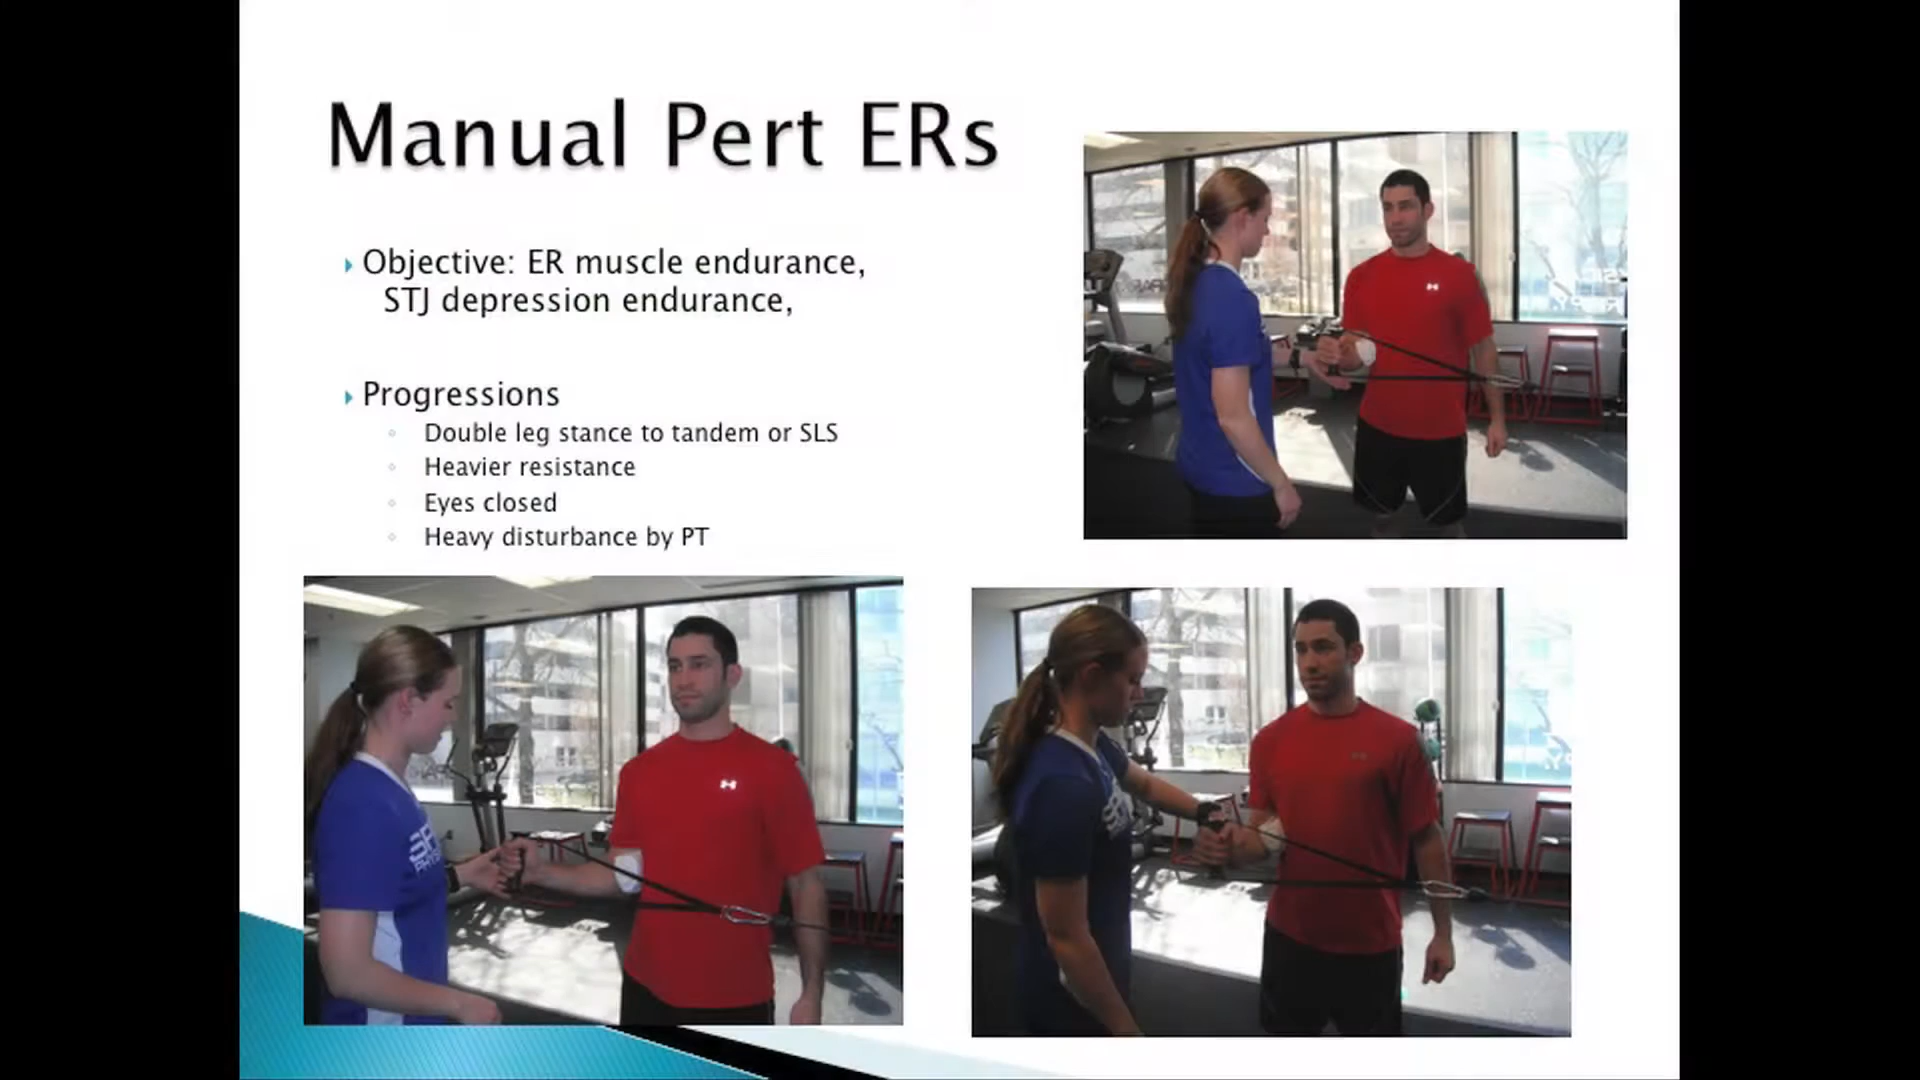 Manual Pert ERs
Objective: ER muscle endurance,
STJ depression endurance,
Progressions
Double leg stance to tandem or SLS
Heavier resistance
Eyes closed
Heavy disturbance by PT